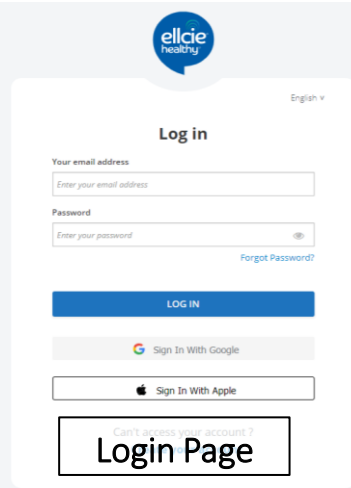 ellcie
healthy
English v
Log in
Your email address
Enter your email address
Password
Enter your password
Forgot Password?
LOG IN
Sign In With Google
Sign In With Apple
Can't access your account ?
Login Page